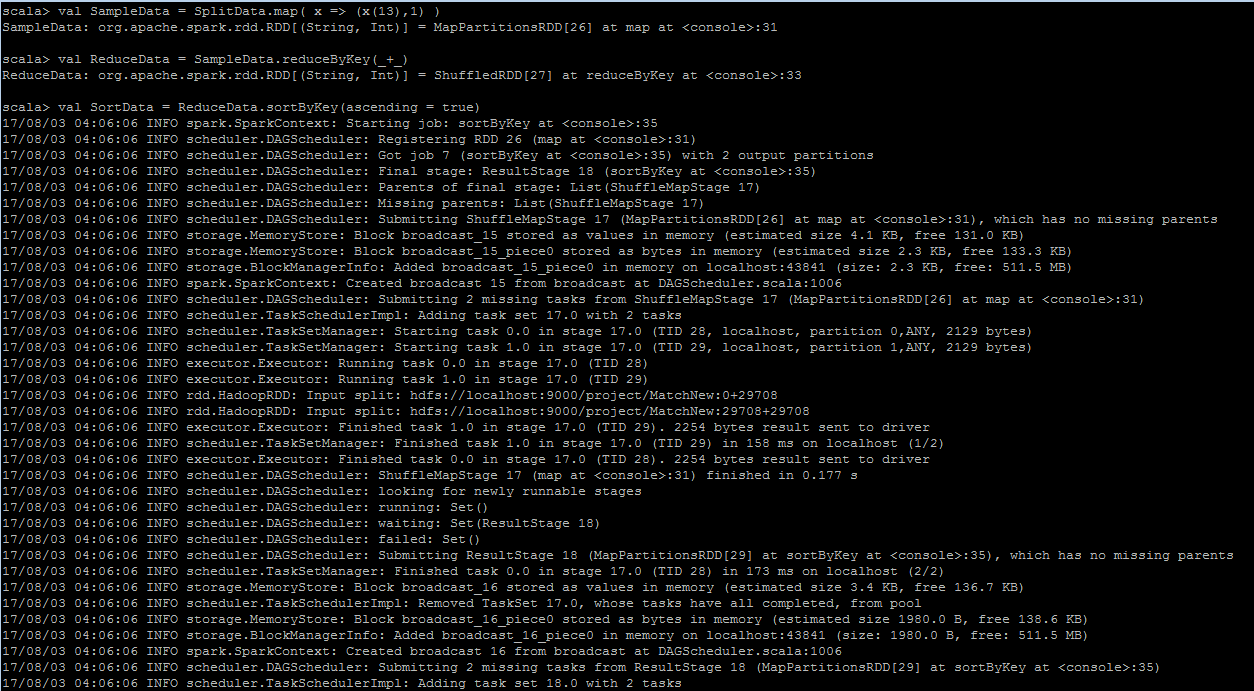 scala> val SampleData = SplitData.map( x => (x(13),1) )
SampleData: org.apache.spark.rdd.RDD[(String, Int)] = MapPartitionsRDD[26] at map at <console>:31
scala> val ReduceData = SampleData.reduceByKey(_+_)
ReduceData: org.apache.spark.rdd.RDD[(String, Int)] = ShuffledRDD[27] at reduceByKey at <console>:33
scala> val SortData = ReduceData.sortByKey(ascending = true)
17/08/03 04:06:06 INFO spark.SparkContext: Starting job: sortByKey at <console>:35
17/08/03 04:06:06 INFO scheduler.DAGScheduler: Registering RDD 26 (map at <console>:31)
17/08/03 04:06:06 INFO scheduler.DAGScheduler: Got job 7 (sortByKey at <console>:35) with 2 output partitions
17/08/03 04:06:06 INFO scheduler.DAGScheduler: Final stage: ResultStage 18 (sortByKey at <console>:35)
17/08/03 04:06:06 INFO scheduler.DAGScheduler: Parents of final stage: List(ShuffleMapStage 17)
17/08/03 04:06:06 INFO scheduler.DAGScheduler: Missing parents: List(ShuffleMapStage 17)
17/08/03 04:06:06 INFO scheduler.DAGScheduler: Submitting ShuffleMapStage 17 (MapPartitionsRDD[26] at map at <console>:31), which has no missing parents
17/08/03 04:06:06 INFO storage.MemoryStore: Block broadcast_15 stored as values in memory (estimated size 4.1 KB, free 131.0 KB)
17/08/03 04:06:06 INFO storage.MemoryStore: Block broadcast_15_piece0 stored as bytes in memory (estimated size 2.3 KB, free 133.3 KB)
17/08/03 04:06:06 INFO storage.BlockManagerInfo: Added broadcast_15_piece0 in memory on localhost:43841 (size: 2.3 KB, free: 511.5 MB)
17/08/03 04:06:06 INFO spark.SparkContext: Created broadcast 15 from broadcast at DAGScheduler.scala:1006
17/08/03 04:06:06 INFO scheduler.DAGScheduler: Submitting 2 missing tasks from ShuffleMapStage 17 (MapPartitionsRDD[26] at map at <console>:31)
17/08/03 04:06:06 INFO scheduler.TaskSchedulerImpl: Adding task set 17.0 with 2 tasks
17/08/03 04:06:06 INFO scheduler.TaskSetManager: Starting task 0.0 in stage 17.0 (TID 28, localhost, partition 0,ANY, 2129 bytes)
17/08/03 04:06:06 INFO scheduler.TaskSetManager: Starting task 1.0 in stage 17.0 (TID 29, localhost, partition 1,ANY, 2129 bytes)
17/08/03 04:06:06 INFO executor.Executor: Running task 0.0 in stage 17.0 (TID 28)
17/08/03 04:06:06 INFO executor.Executor: Running task 1.0 in stage 17.0 (TID 29)
17/08/03 04:06:06 INFO rdd.HadoopRDD: Input split: hdfs://localhost:9000/project/MatchNew:0+29708
17/08/03 04:06:06 INFO rdd.HadoopRDD: Input split: hdfs://localhost:9000/project/MatchNew:29708+29708
17/08/03 04:06:06 INFO executor.Executor: Finished task 1.0 in stage 17.0 (TID 29). 2254 bytes result sent to driver
17/08/03 04:06:06 INFO scheduler.TaskSetManager: Finished task 1.0 in stage 17.0 (TID 29) in 158 ms on localhost (1/2)
17/08/03 04:06:06 INFO executor.Executor: Finished task 0.0 in stage 17.0 (TID 28). 2254 bytes result sent to driver
17/08/03 04:06:06 INFO scheduler.DAGScheduler: ShuffleMapStage 17 (map at <console>:31) finished in 0.177 s
17/08/03 04:06:06 INFO scheduler.DAGScheduler: looking for newly runnable stages
17/08/03 04:06:06 INFO scheduler.DAGScheduler: running: Set()
17/08/03 04:06:06 INFO scheduler.DAGScheduler: waiting: Set(ResultStage 18)
17/08/03 04:06:06 INFO scheduler.DAGScheduler: failed: Set()
17/08/03 04:06:06 INFO scheduler.DAGScheduler: Submitting ResultStage 18 (MapPartitionsRDD[29] at sortByKey at <console>:35), which has no missing parents
17/08/03 04:06:06 INFO scheduler.TaskSetManager: Finished task 0.0 in stage 17.0 (TID 28) in 173 ms on localhost (2/2)
17/08/03 04:06:06 INFO storage.MemoryStore: Block broadcast_16 stored as values in memory (estimated size 3.4 KB, free 136.7 KB)
17/08/03 04:06:06 INFO scheduler.TaskSchedulerImpl: Removed TaskSet 17.0, whose tasks have all completed, from pool
17/08/03 04:06:06 INFO storage.MemoryStore: Block broadcast_16_piece0 stored as bytes in memory (estimated size 1980.0 B, free 138.6 KB)
17/08/03 04:06:06 INFO storage.BlockManagerInfo: Added broadcast_16_piece0 in memory on localhost:43841 (size: 1980.0 B, free: 511.5 MB)
17/08/03 04:06:06 INFO spark.SparkContext: Created broadcast 16 from broadcast at DAGScheduler.scala:1006
17/08/03 04:06:06 INFO scheduler.DAGScheduler: Submitting 2 missing tasks from ResultStage 18 (MapPartitionsRDD[29] at sortByKey at <console>:35)
17/08/03 04:06:06 INFO scheduler.TaskSchedulerImpl: Adding task set 18.0 with 2 tasks